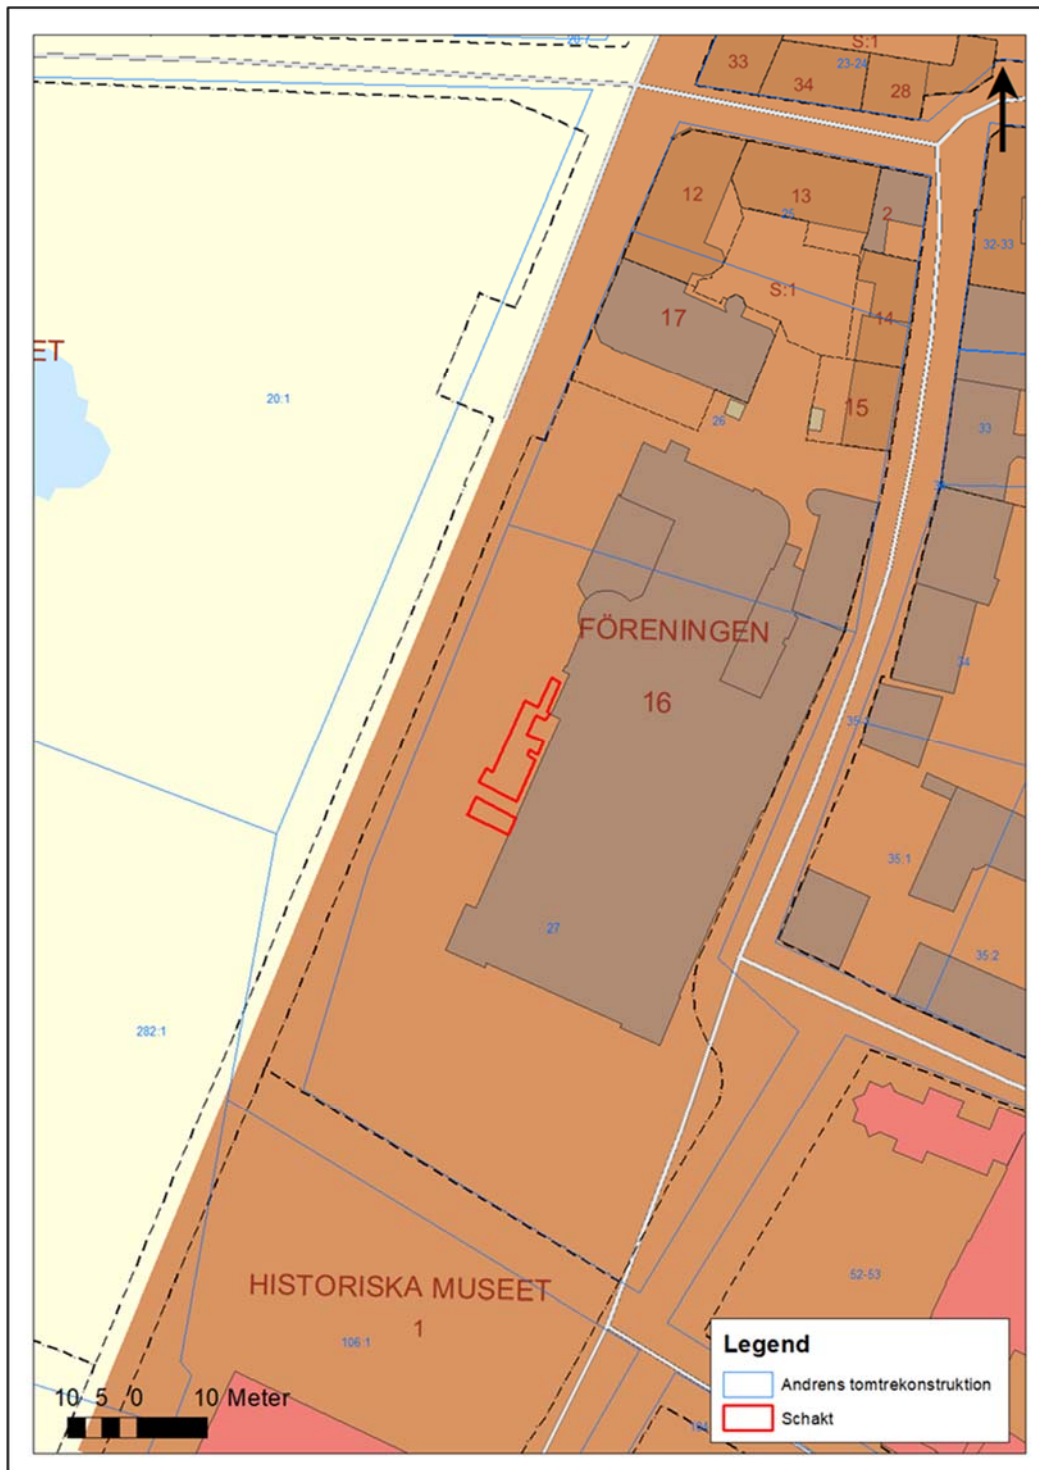 S:1
33
23-24
34
28
12
13
25
2
32-33
S:1
14
17
ET
20:1
15
26
33
FÖRENINGEN
34
16
35:1
27
35:2
282:1
52-53
HISTORISKA MUSEET
1
106:1
Legend
Andrens tomtrekonstruktion
Schakt
10 5 0 10 Meter